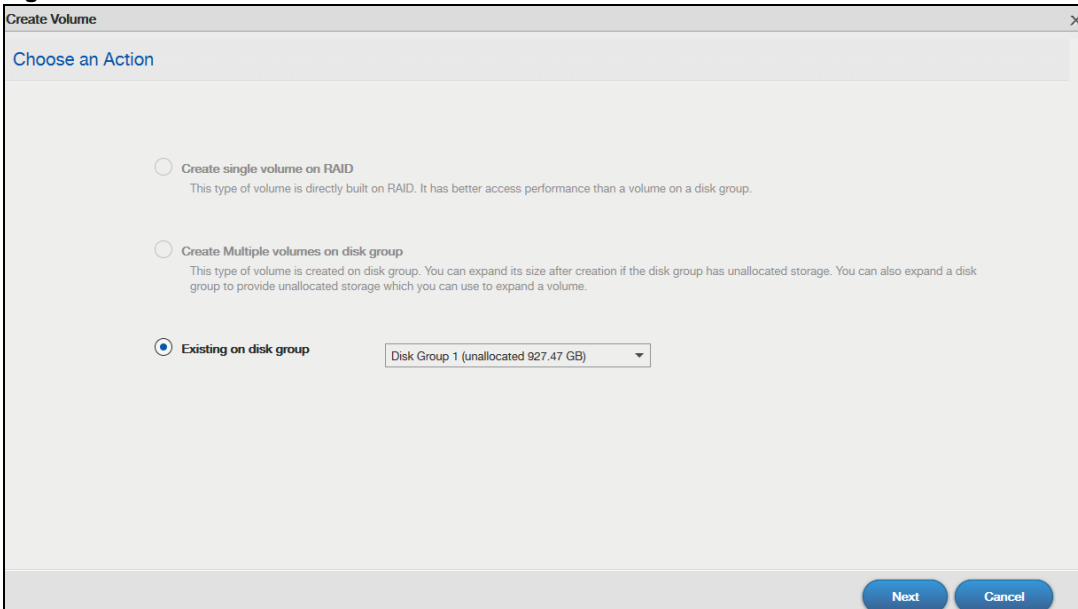 Create Volume
Choose an Action
Create single volume on RAID
This type of volume is directly built on RAID. It has better access performance than a volume on a disk group.
Create Multiple volumes on disk group
This type of volume is created on disk group. You can expand its size after creation if the disk group has unallocated storage. You can also expand a disk
group to provide unallocated storage which you can use to expand a volume.
Existing on disk group
Disk Group 1 (unallocated 927.47 GB)
Next
Cancel